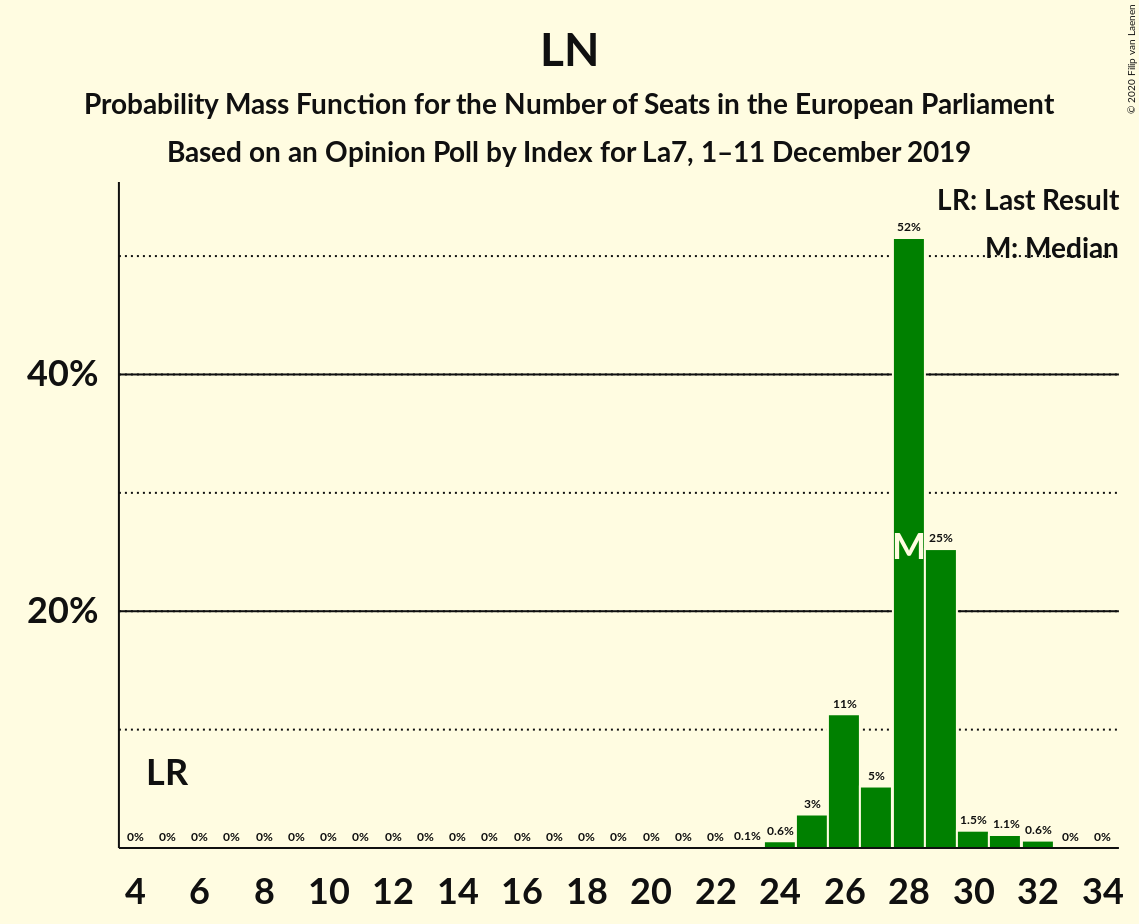 LN
Probability Mass Function for the Number of Seats in the European Parliament
Based on an Opinion Poll by Index for La7, 1–11 December 2019
© 2020 Filip van Laenen
LR: Last Result
M: Median
52%
40%
M
25%
20%
11%
LR
5%
3%
0% 0% 0% 0% 0% 0% 0% 0% 0% 0% 0% 0% 0% 0% 0% 0% 0% 0% 0% 0.1% 0.6% 1.5% 1.1% 0.6% 0% 0%
4 6 8 10 12 14 16 18 20 22 24 26 28 30 32 34